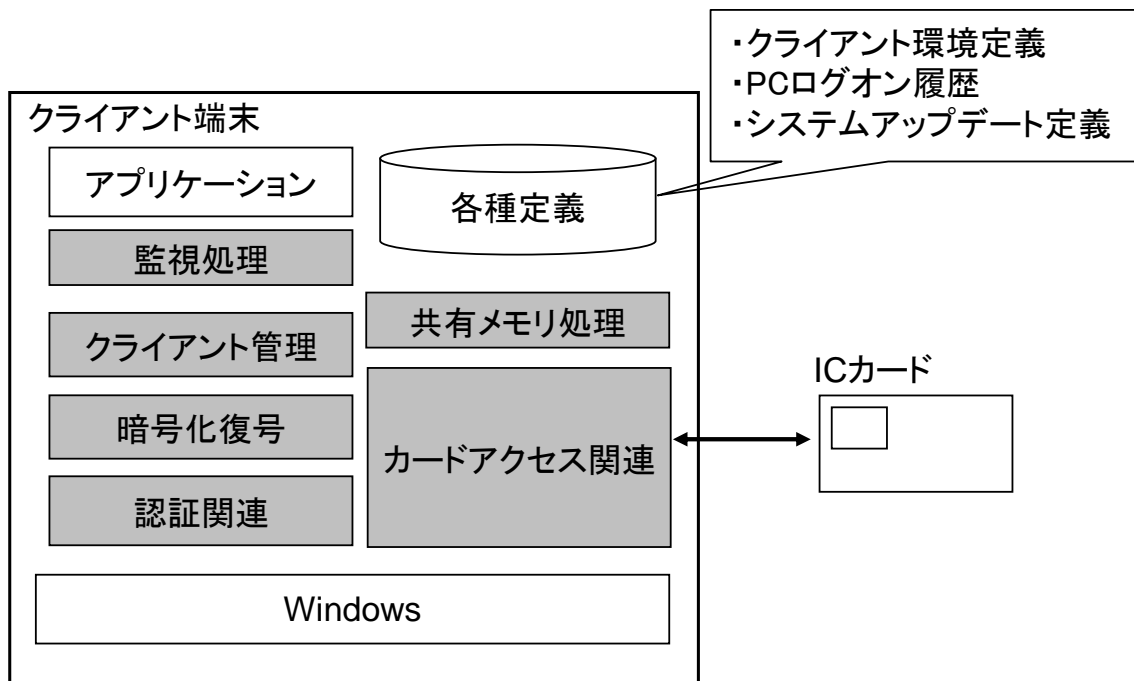 ・クライアント環境定義
・PCログオン履歴
・システムアップデート定義
クライアント端末
アプリケーション
各種定義
監視処理
共有メモリ処理
クライアント管理
ICカード
暗号化復号
カードアクセス関連
認証関連
Windows